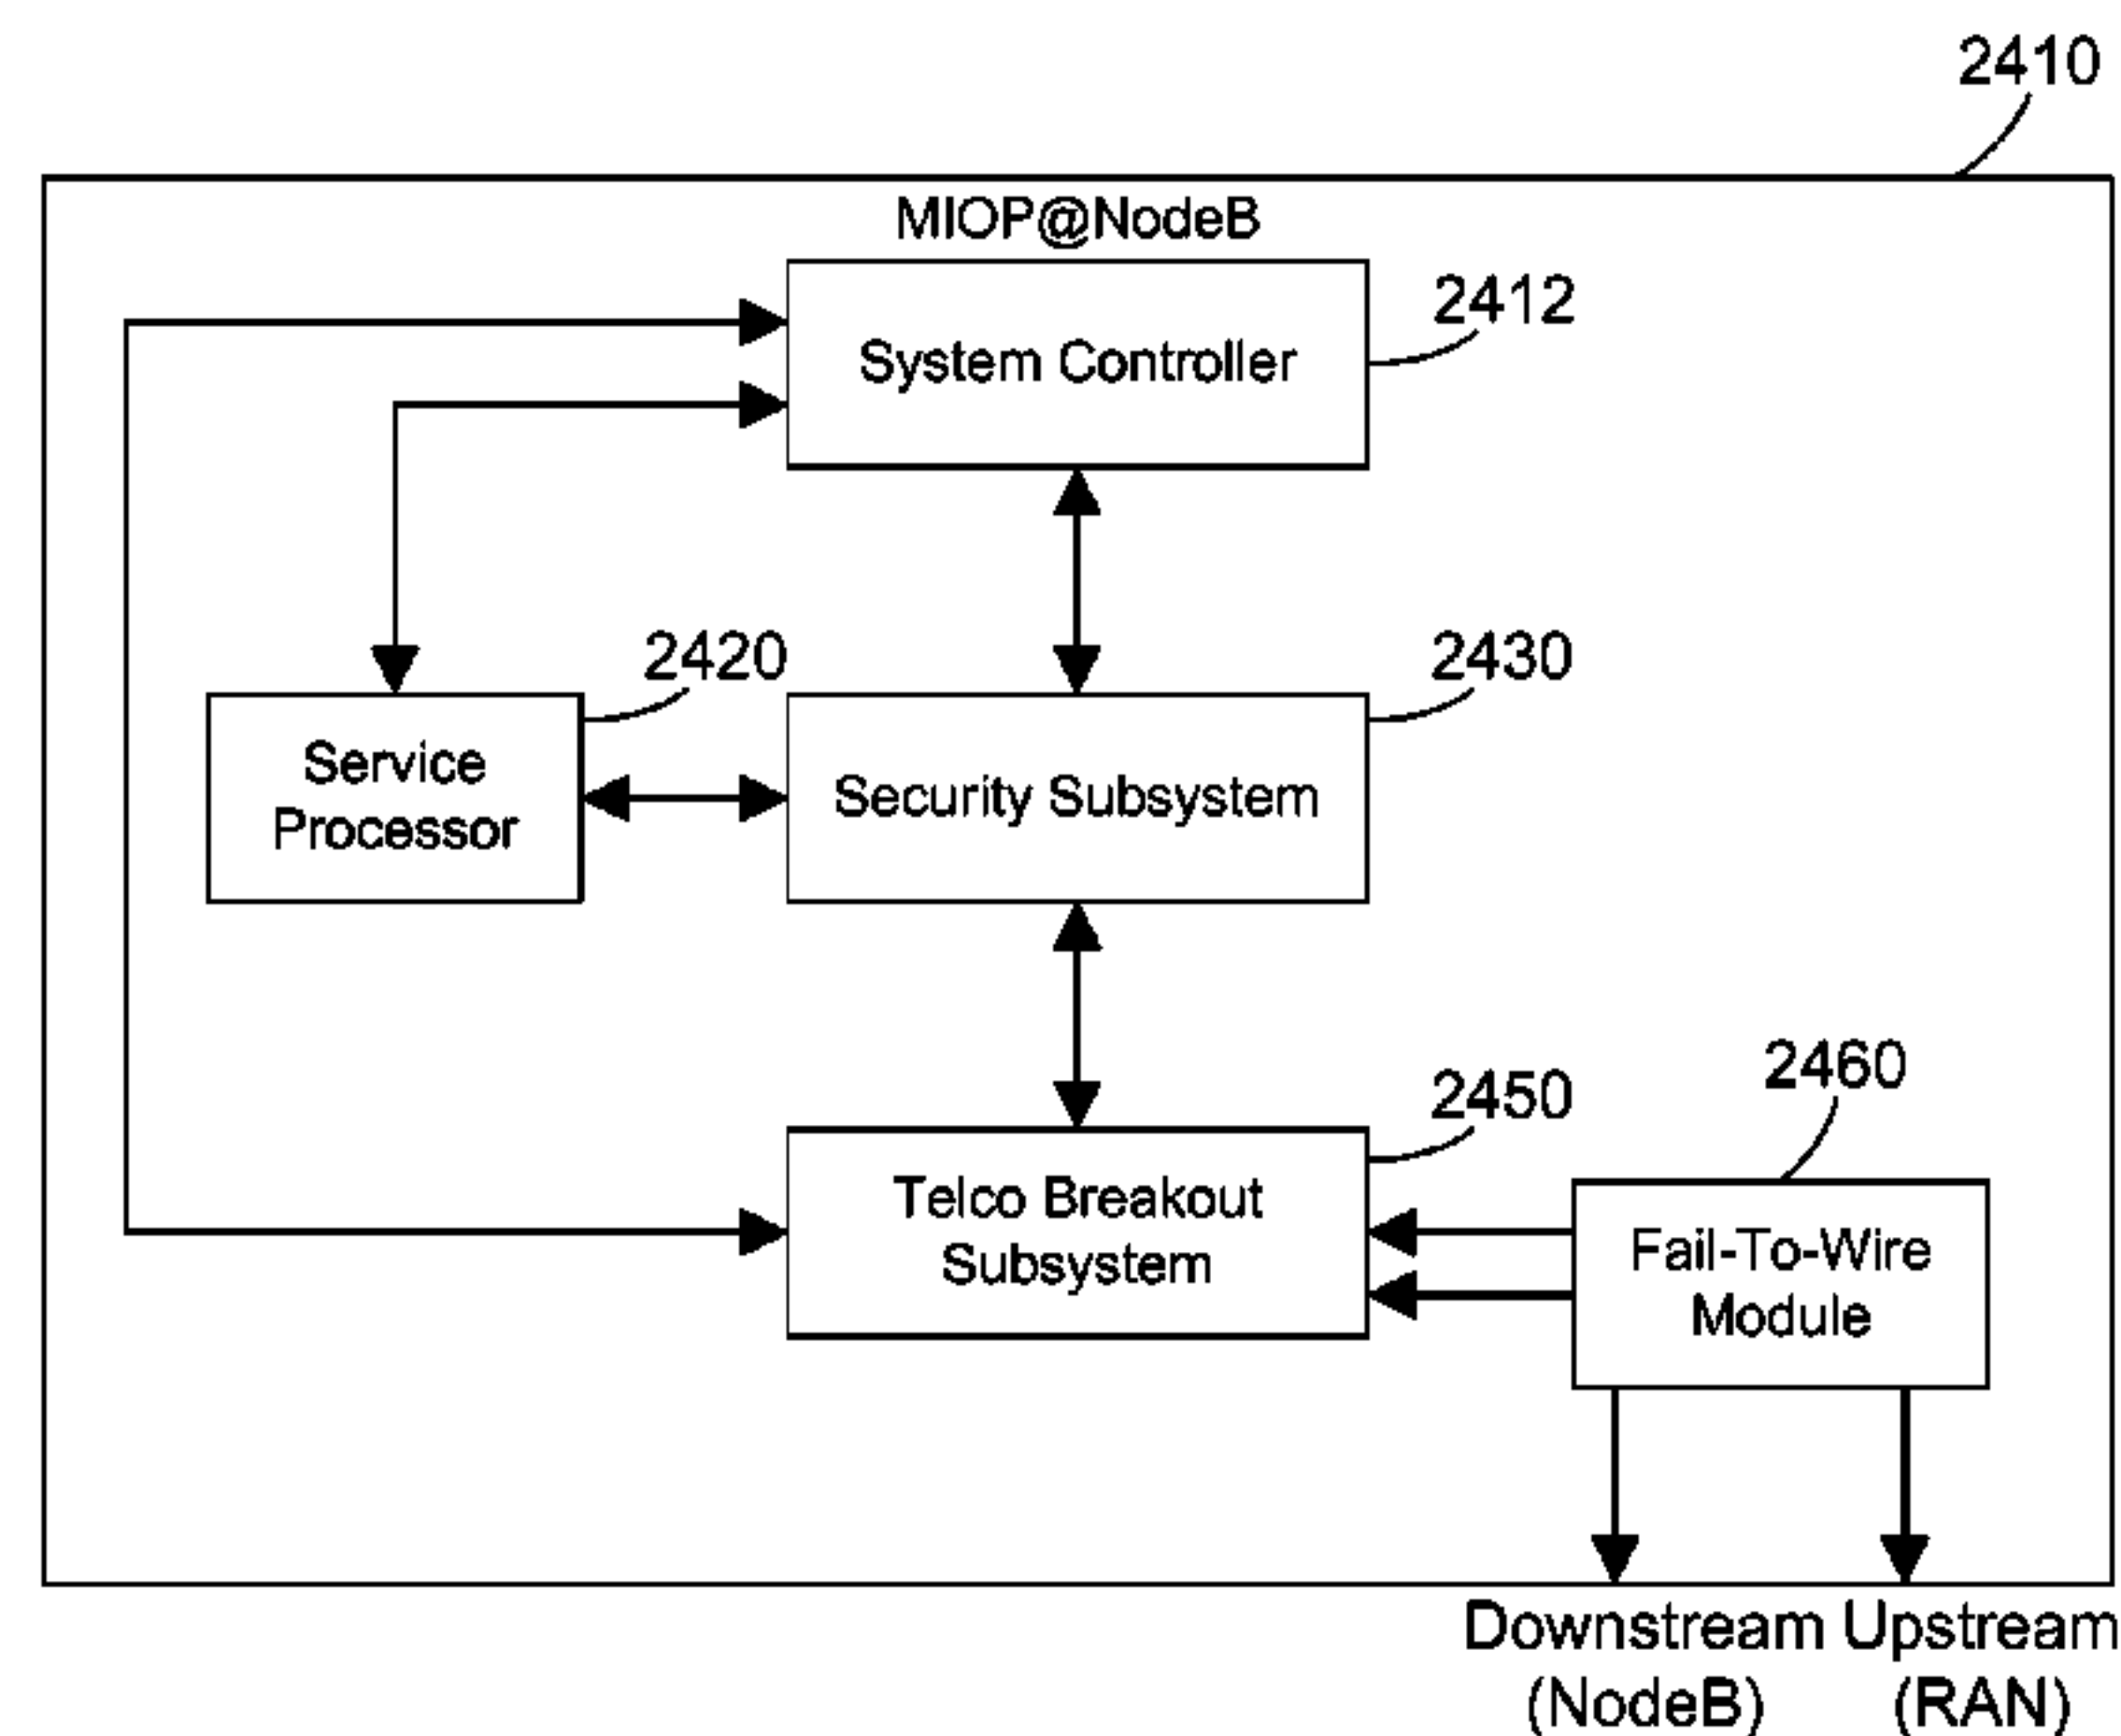 2410
MIOP@NodeB
2412
System Controller
2420
2430
Service
Processor
Security Subsystem
2450
2460
Telco Breakout
Subsystem
Fail-To-Wire
Module
Downstream Upstream
(NodeB) (RAN)